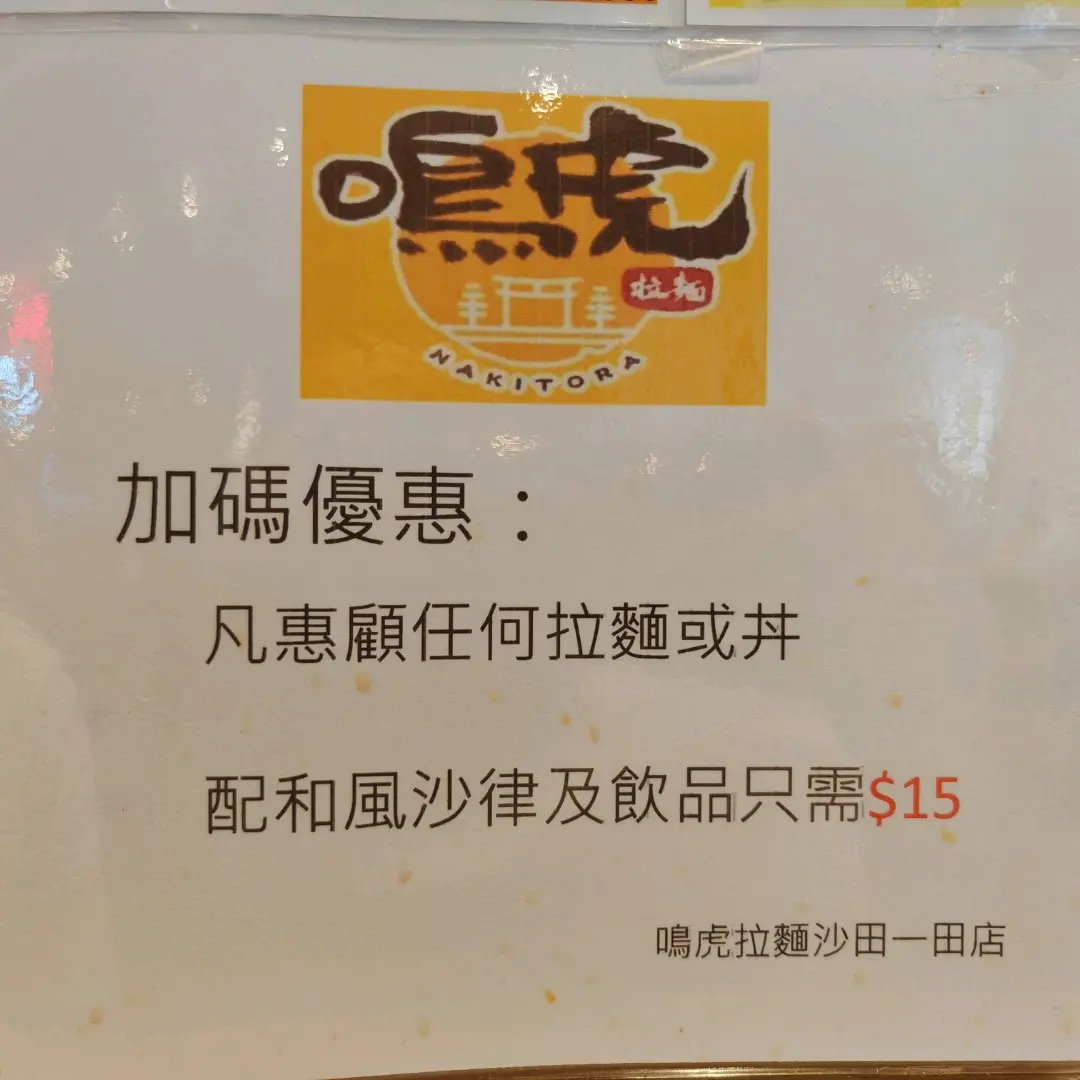 鳴虎
拉麵
NAKITORA
加碼優惠：
凡惠顧任何拉麵或丼
配和風沙律及飲品只需$15
鳴虎拉麵沙田一田店